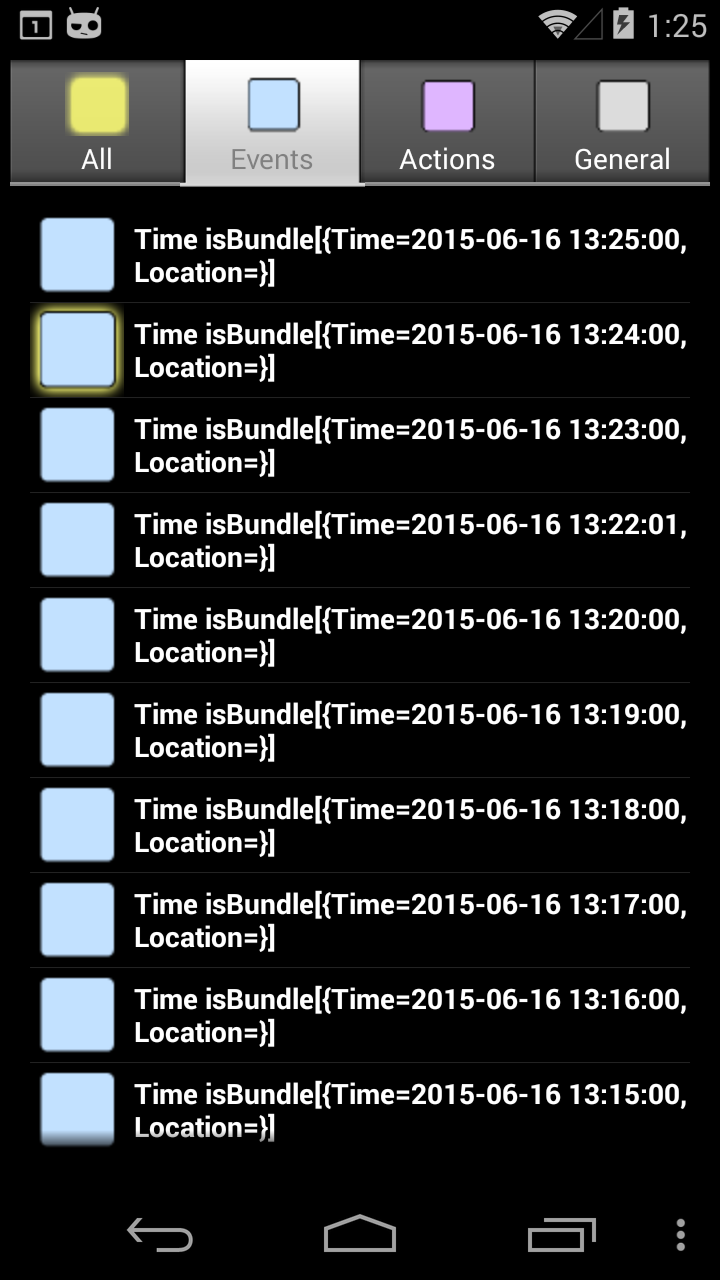 1 1:25
All Events Actions General
Time isBundle[{Time=2015-06-16 13:25:00,
Location=}]
Time isBundle[{Time=2015-06-16 13:24:00,
Location=}]
Time isBundle[{Time=2015-06-16 13:23:00,
Location=}]
Time isBundle[{Time=2015-06-16 13:22:01,
Location=}]
Time isBundle[{Time=2015-06-16 13:20:00,
Location=}]
Time isBundle[{Time=2015-06-16 13:19:00,
Location=}]
Time isBundle[{Time=2015-06-16 13:18:00,
Location=}]
Time isBundle[{Time=2015-06-16 13:17:00,
Location=}]
Time isBundle[{Time=2015-06-16 13:16:00,
Location=}]
Time isBundle[{Time=2015-06-16 13:15:00,
Location=}]